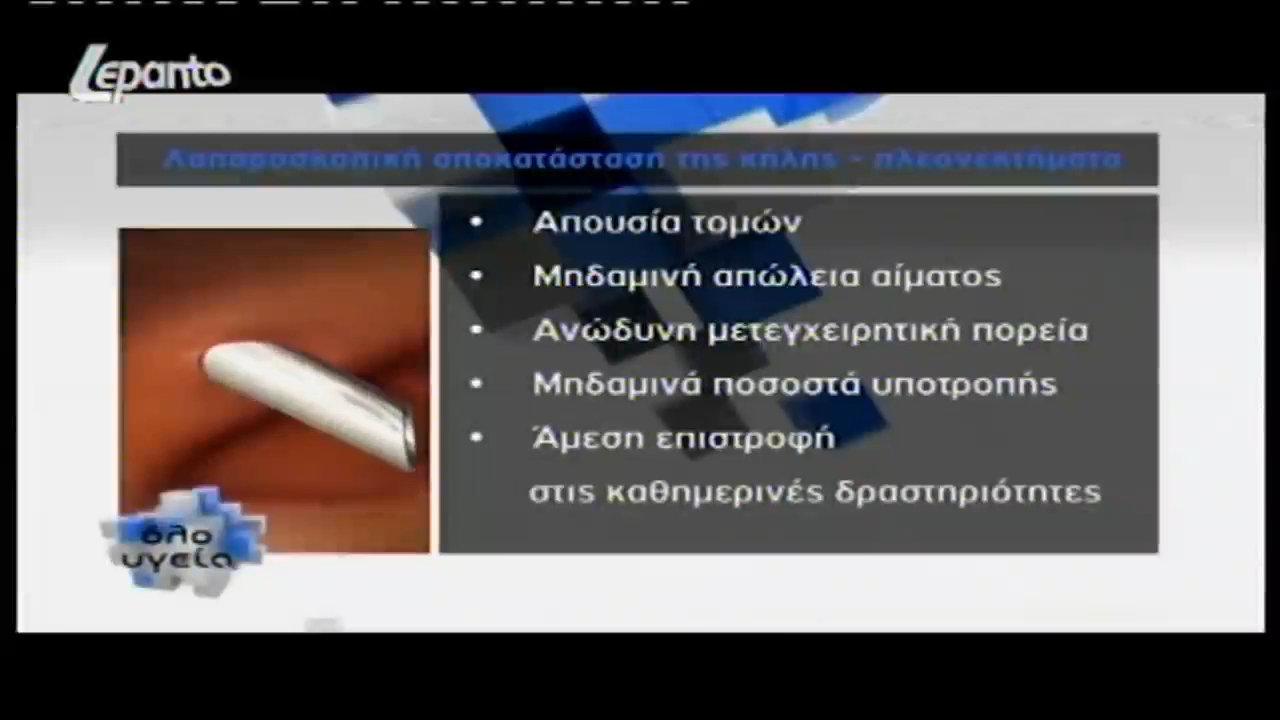 Lepanto
Λαπαροσκοπική αποκατάσταση της κήλης - πλεονεκτήματα
• Απουσία τομών
• Μηδαμινή απώλεια αίματος
• Ανώδυνη μετεγχειρητική πορεία
• Μηδαμινά ποσοστά υποτροπής
• Άμεση επιστροφή
στις καθημερινές δραστηριότητες
όλο
υγεία